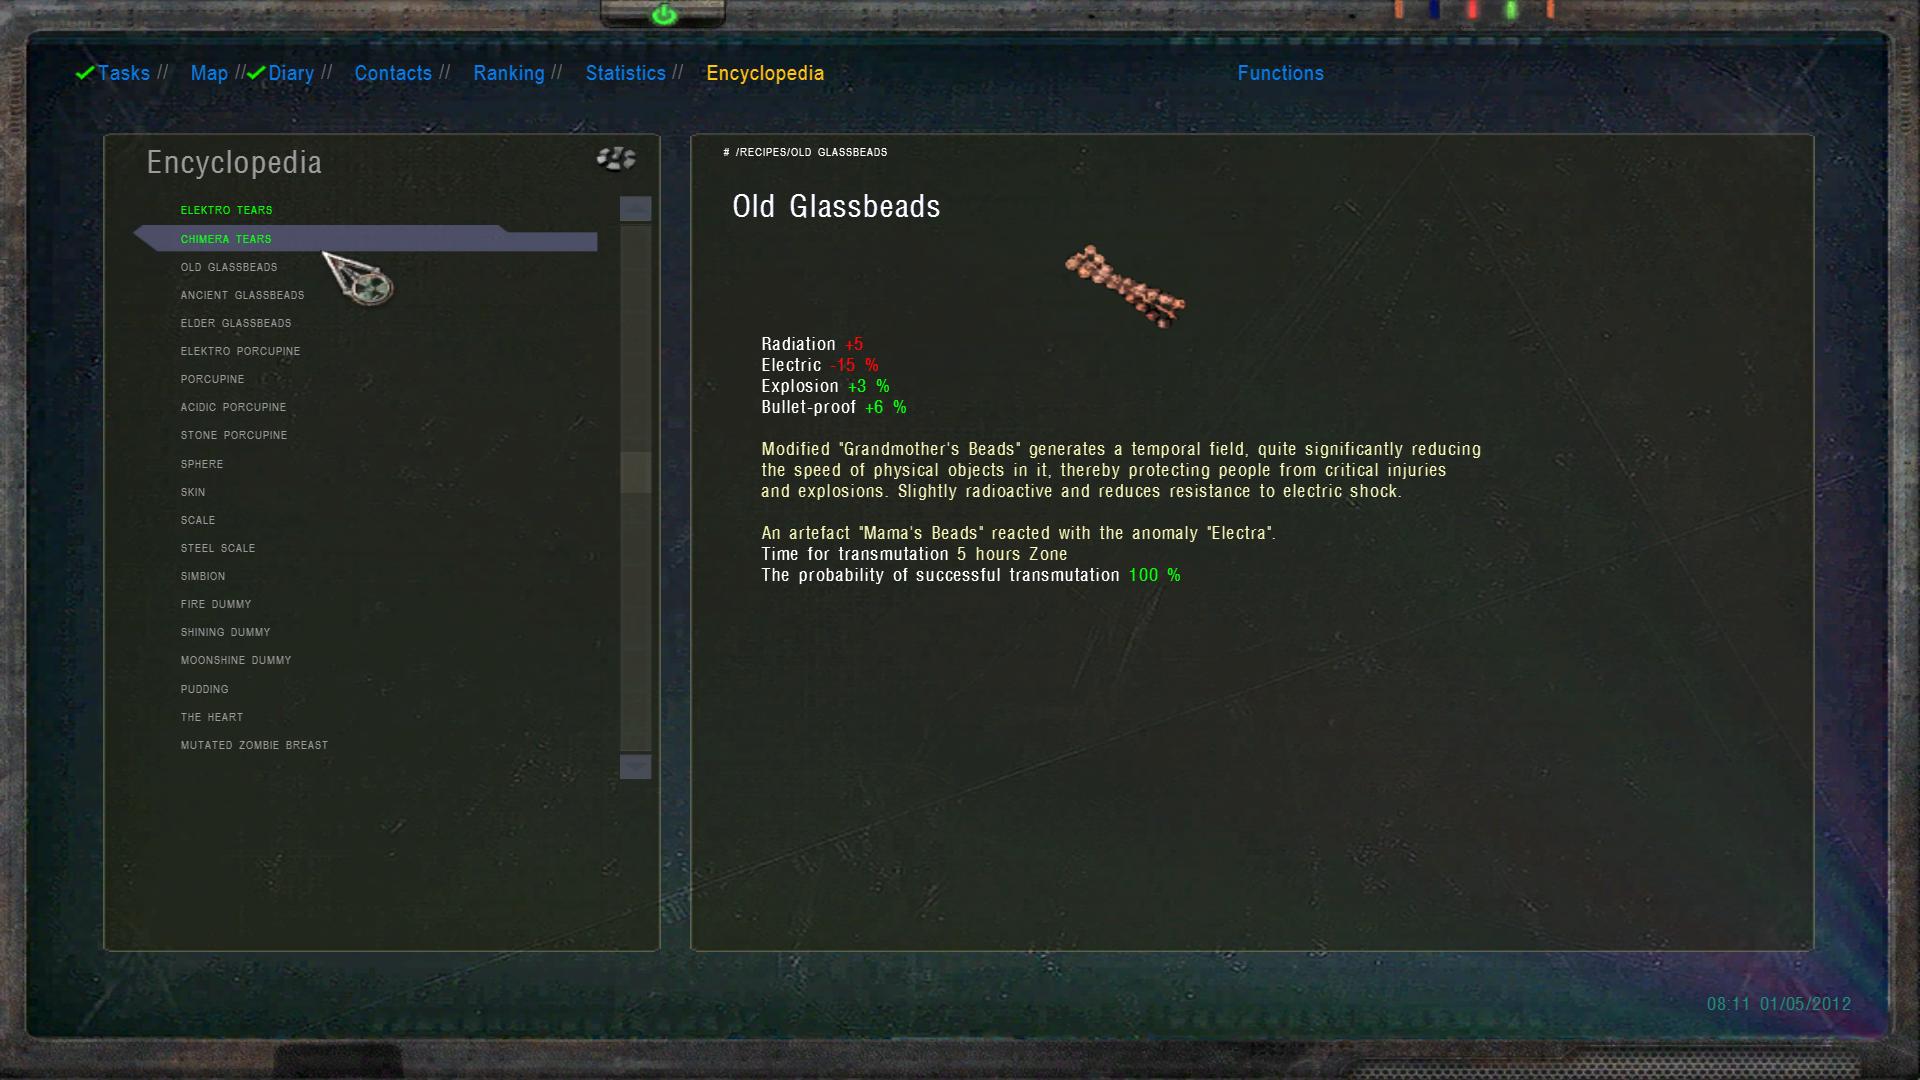 Tasks // Map // Diary // Contacts // Ranking // Statistics // Encyclopedia
Functions
Encyclopedia
ELEKTRO TEARS
CHIMERA TEARS
OLD GLASSBEADS
ANCIENT GLASSBEADS
ELDER GLASSBEADS
ELEKTRO PORCUPINE
PORCUPINE
ACIDIC PORCUPINE
STONE PORCUPINE
SPHERE
SKIN
SCALE
STEEL SCALE
SIMBION
FIRE DUMMY
SHINING DUMMY
MOONSHINE DUMMY
PUDDING
THE HEART
MUTATED ZOMBIE BREAST
# /RECIPES/OLD GLASSBEADS
Old Glassbeads
Radiation +5
Electric -15 %
Explosion +3 %
Bullet-proof +6 %
Modified "Grandmother's Beads" generates a temporal field, quite significantly reducing
the speed of physical objects in it, thereby protecting people from critical injuries
and explosions. Slightly radioactive and reduces resistance to electric shock.
An artefact "Mama's Beads" reacted with the anomaly "Electra".
Time for transmutation 5 hours Zone
The probability of successful transmutation 100 %
08:11 01/05/2012